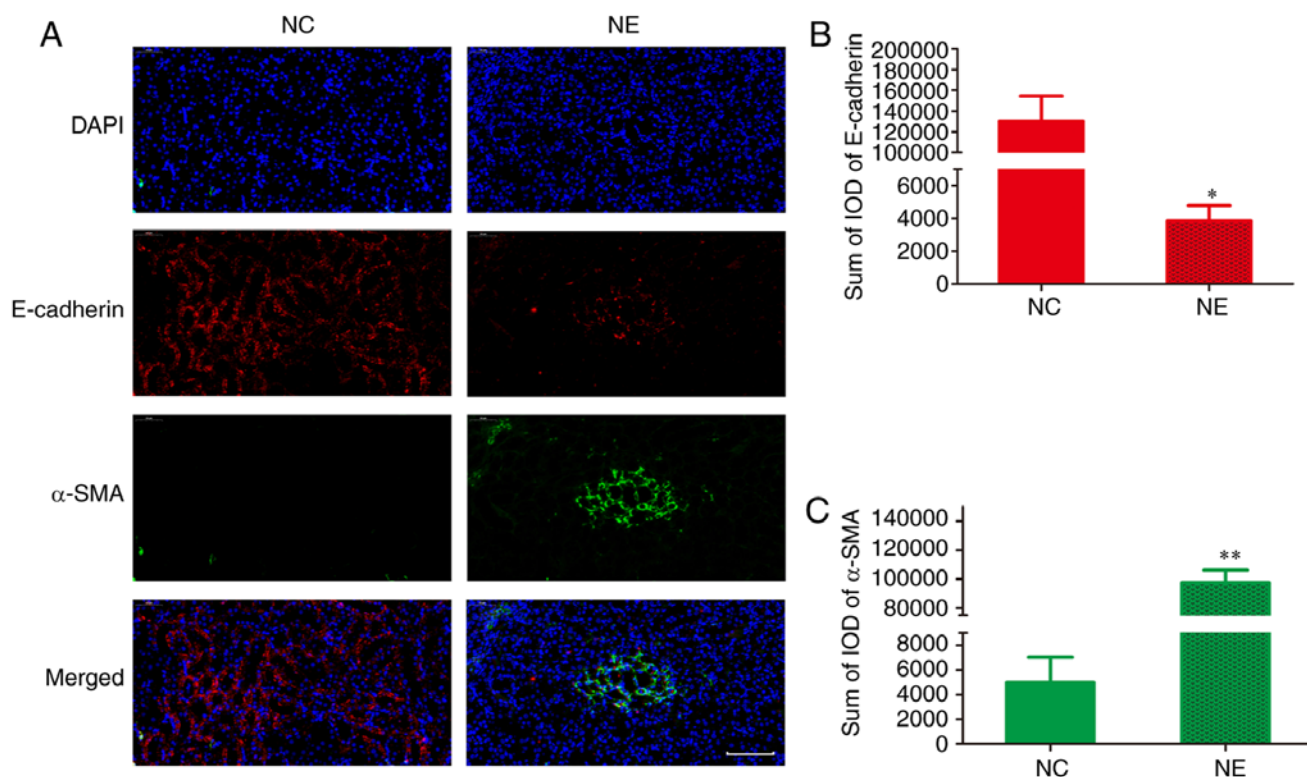 A
NC
NE
DAPI
E-cadherin
α-SMA
Merged
B
Sum of IOD of E-cadherin
200000
180000
160000
140000
120000
100000
6000
4000
2000
0
NC
NE
*
C
Sum of IOD of α-SMA
140000
120000
100000
80000
8000
6000
4000
2000
0
NC
NE
**